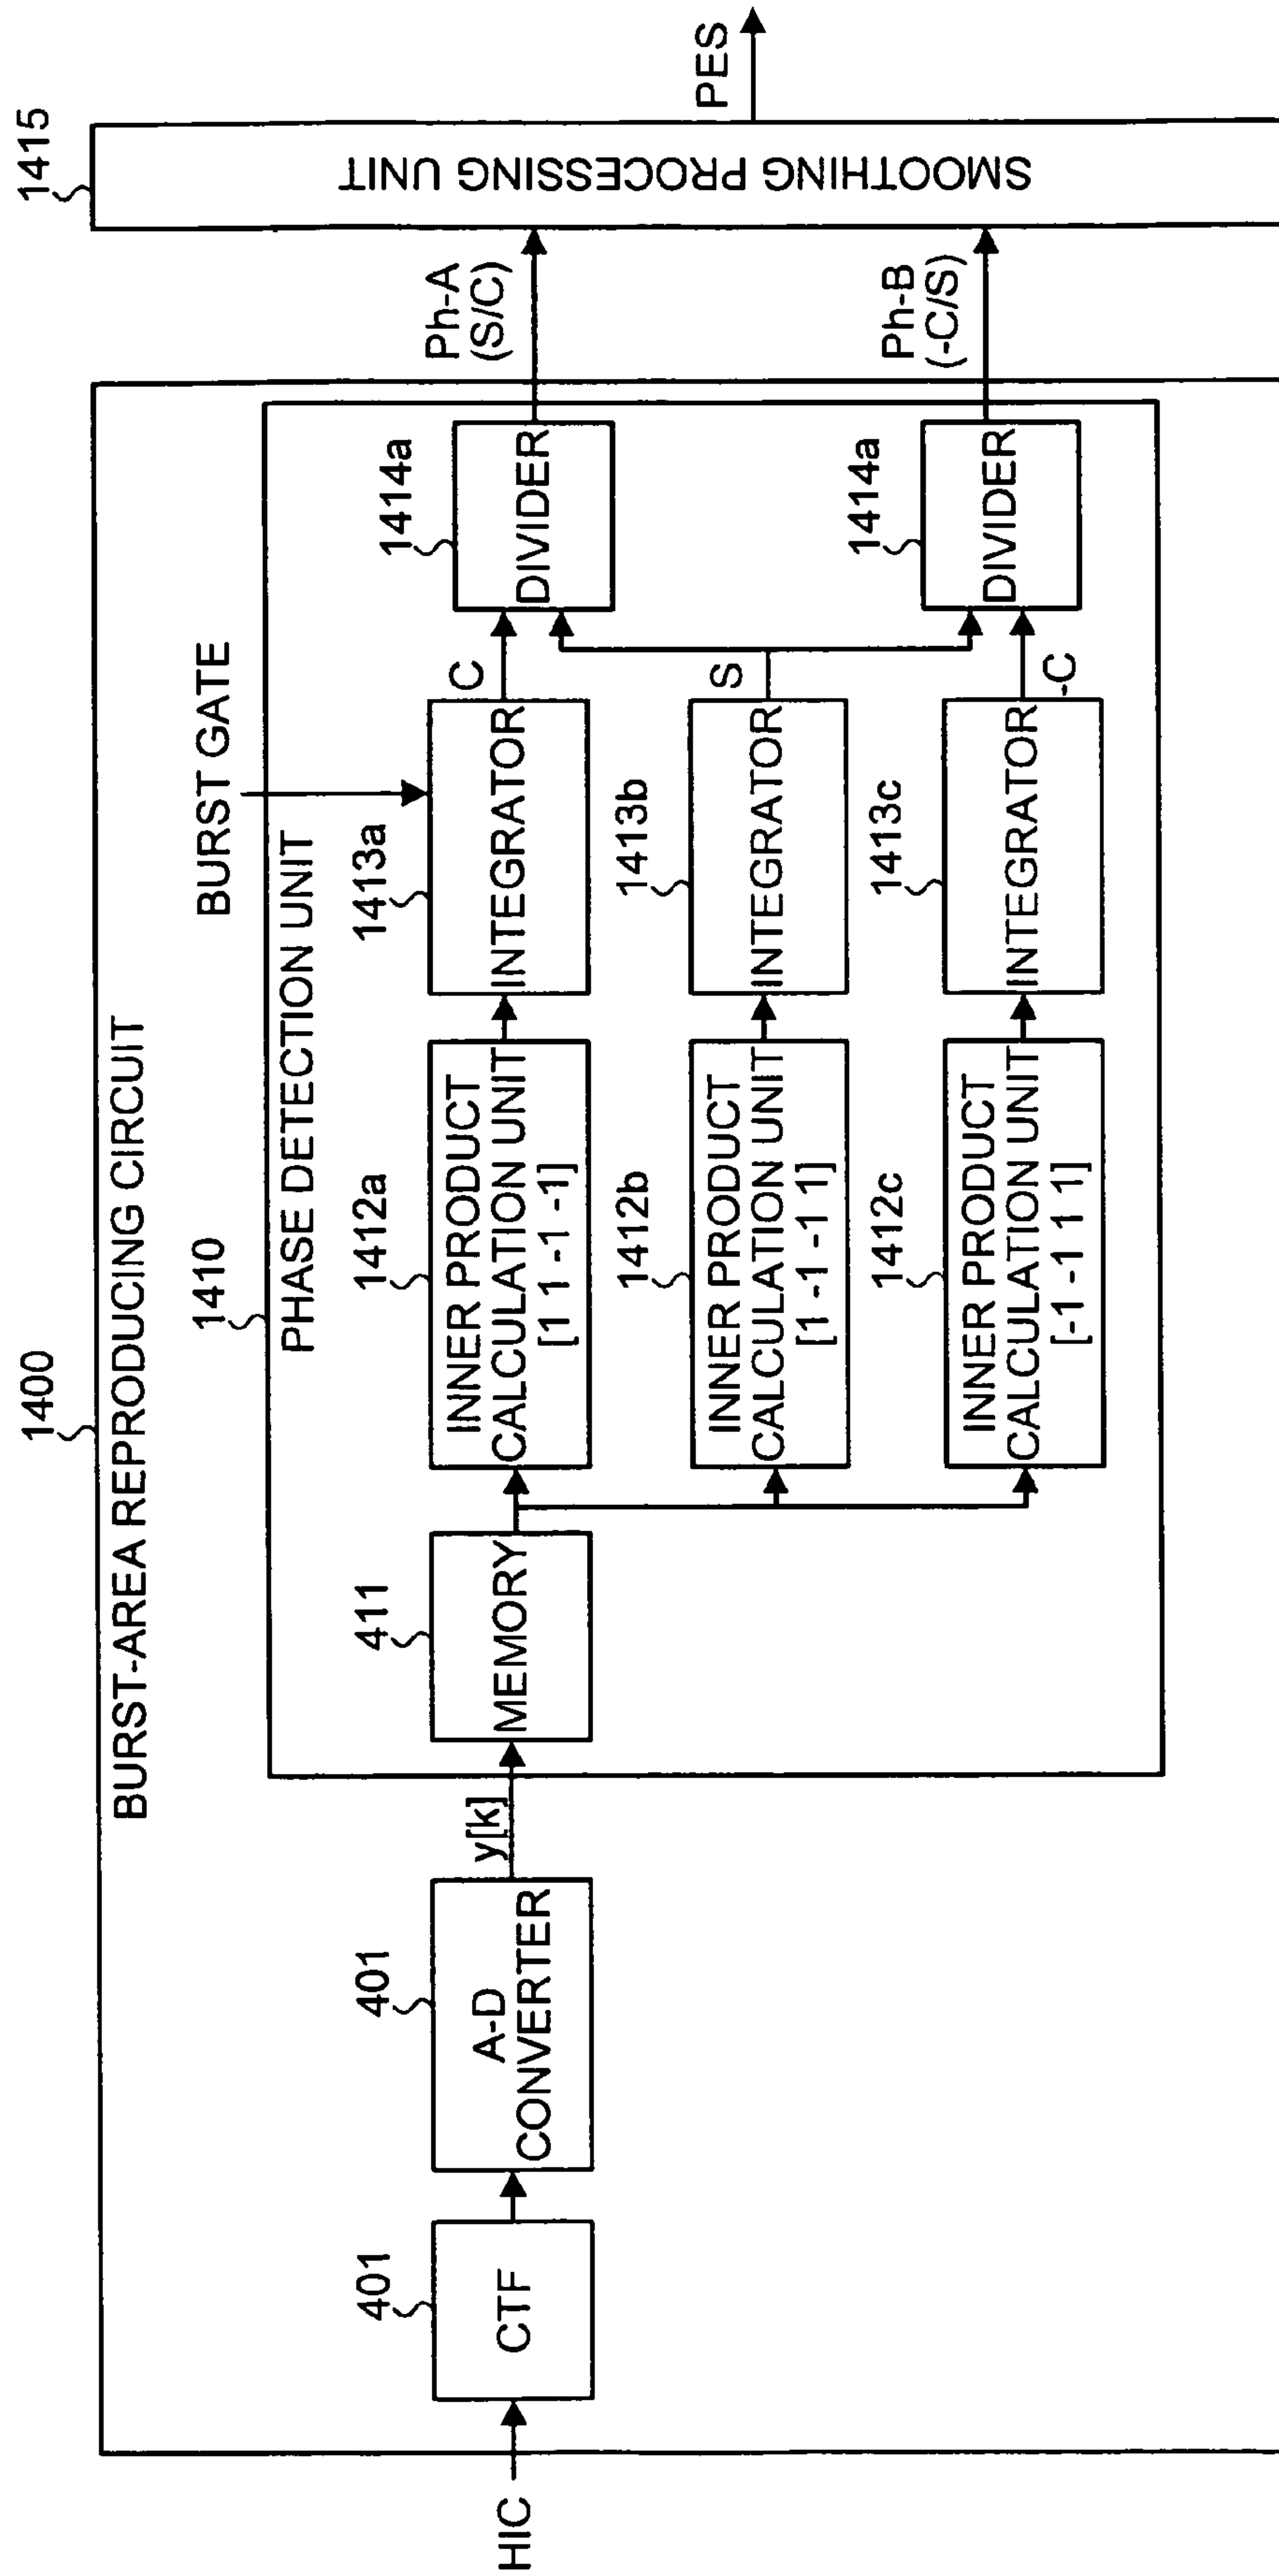 1400
BURST-AREA REPRODUCING CIRCUIT
1410
PHASE DETECTION UNIT
BURST GATE
HIC
401
CTF
401
A-D
CONVERTER
y[k]
411
MEMORY
1412a
INNER PRODUCT
CALCULATION UNIT
[1 1 -1 -1]
1413a
INTEGRATOR
C
1414a
DIVIDER
Ph-A
(S/C)
1412b
INNER PRODUCT
CALCULATION UNIT
[1 -1 -1 1]
1413b
INTEGRATOR
S
1412c
INNER PRODUCT
CALCULATION UNIT
[-1 -1 1 1]
1413c
INTEGRATOR
-C
1414a
DIVIDER
Ph-B
(-C/S)
1415
SMOOTHING PROCESSING UNIT
PES